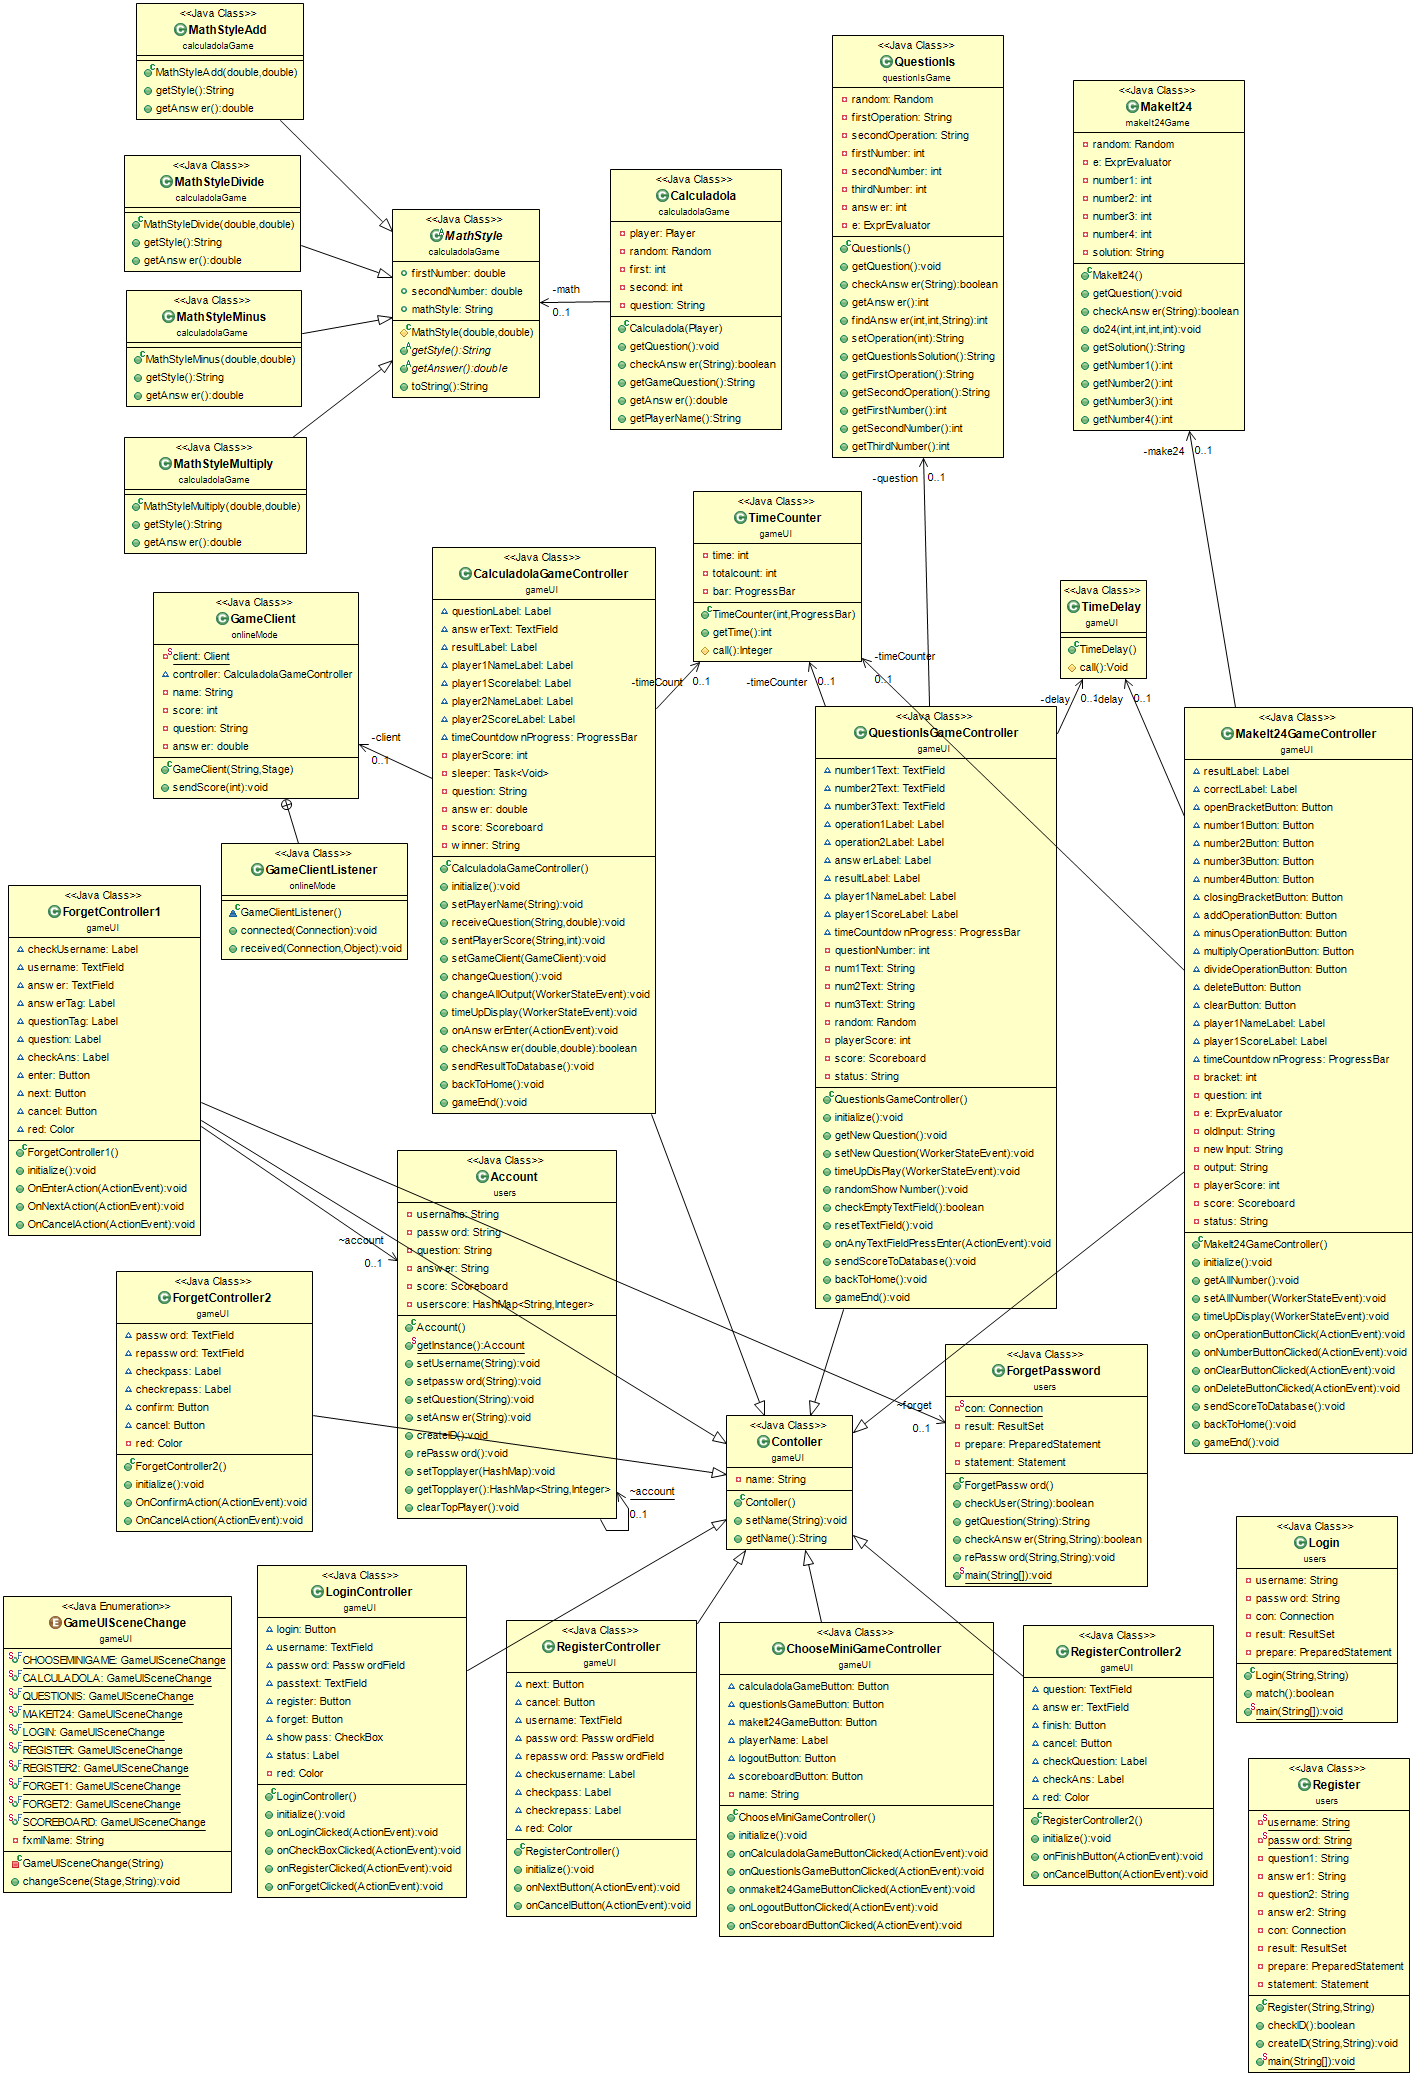 <<Java Class>>
MathStyleAdd
calculadolaGame
MathStyleAdd(double,double)
getStyle():String
getAnswer():double
<<Java Class>>
MathStyleDivide
calculadolaGame
MathStyleDivide(double,double)
getStyle():String
getAnswer():double
<<Java Class>>
MathStyleMinus
calculadolaGame
MathStyleMinus(double,double)
getStyle():String
getAnswer():double
<<Java Class>>
MathStyleMultiply
calculadolaGame
MathStyleMultiply(double,double)
getStyle():String
getAnswer():double
<<Java Class>>
MathStyle
calculadolaGame
firstNumber: double
secondNumber: double
mathStyle: String
MathStyle(double,double)
getStyle():String
getAnswer():double
toString():String
-math
0..1
<<Java Class>>
Calculadola
calculadolaGame
player: Player
random: Random
first: int
second: int
question: String
Calculadola(Player)
getQuestion():void
checkAnswer(String):boolean
getGameQuestion():String
getAnswer():double
getPlayerName():String
<<Java Class>>
QuestionIs
questionIsGame
random: Random
firstOperation: String
secondOperation: String
firstNumber: int
secondNumber: int
thirdNumber: int
answer: int
e: ExprEvaluator
QuestionIs()
getQuestion():void
checkAnswer(String):boolean
getAnswer():int
findAnswer(int,int,String):int
setOperation(int):String
getQuestionIsSolution():String
getFirstOperation():String
getSecondOperation():String
getFirstNumber():int
getSecondNumber():int
getThirdNumber():int
-question
0..1
<<Java Class>>
MakeIt24
makeIt24Game
random: Random
e: ExprEvaluator
number1: int
number2: int
number3: int
number4: int
solution: String
MakeIt24()
getQuestion():void
checkAnswer(String):boolean
do24(int,int,int,int):void
getSolution():String
getNumber1():int
getNumber2():int
getNumber3():int
getNumber4():int
-make24
0..1
<<Java Class>>
TimeCounter
gameUI
time: int
totalcount: int
bar: ProgressBar
TimeCounter(int,ProgressBar)
getTime():int
call():Integer
-timeCount
0..1
-timeCounter
0..1
-timeCounter
0..1
<<Java Class>>
TimeDelay
gameUI
TimeDelay()
call():Void
-delay
0..1
-delay
0..1
<<Java Class>>
GameClient
onlineMode
client: Client
controller: CalculadolaGameController
name: String
score: int
question: String
answer: double
GameClient(String,Stage)
sendScore(int):void
-client
0..1
<<Java Class>>
GameClientListener
onlineMode
GameClientListener()
connected(Connection):void
received(Connection,Object):void
<<Java Class>>
CalculadolaGameController
gameUI
questionLabel: Label
answerText: TextField
resultLabel: Label
player1NameLabel: Label
player1Scorelabel: Label
player2NameLabel: Label
player2ScoreLabel: Label
timeCountdownProgress: ProgressBar
playerScore: int
sleeper: Task<Void>
question: String
answer: double
score: Scoreboard
winner: String
CalculadolaGameController()
initialize():void
setPlayerName(String):void
receiveQuestion(String,double):void
sentPlayerScore(String,int):void
setGameClient(GameClient):void
changeQuestion():void
changeAllOutput(WorkerStateEvent):void
timeUpDisplay(WorkerStateEvent):void
onAnswerEnter(ActionEvent):void
checkAnswer(double,double):boolean
sendResultToDatabase():void
backToHome():void
gameEnd():void
<<Java Class>>
QuestionIsGameController
gameUI
number1Text: TextField
number2Text: TextField
number3Text: TextField
operation1Label: Label
operation2Label: Label
answerLabel: Label
resultLabel: Label
player1NameLabel: Label
player1ScoreLabel: Label
timeCountdownProgress: ProgressBar
questionNumber: int
num1Text: String
num2Text: String
num3Text: String
random: Random
playerScore: int
score: Scoreboard
status: String
QuestionIsGameController()
initialize():void
getNewQuestion():void
setNewQuestion(WorkerStateEvent):void
timeUpDisPlay(WorkerStateEvent):void
randomShowNumber():void
checkEmptyTextField():boolean
resetTextField():void
onAnyTextFieldPressEnter(ActionEvent):void
sendScoreToDatabase():void
backToHome():void
gameEnd():void
<<Java Class>>
MakeIt24GameController
gameUI
resultLabel: Label
correctLabel: Label
openBracketButton: Button
number1Button: Button
number2Button: Button
number3Button: Button
number4Button: Button
closingBracketButton: Button
addOperationButton: Button
minusOperationButton: Button
multiplyOperationButton: Button
divideOperationButton: Button
deleteButton: Button
clearButton: Button
player1NameLabel: Label
player1ScoreLabel: Label
timeCountdownProgress: ProgressBar
bracket: int
question: int
e: ExprEvaluator
oldInput: String
newInput: String
output: String
playerScore: int
score: Scoreboard
status: String
MakeIt24GameController()
initialize():void
getAllNumber():void
setAllNumber(WorkerStateEvent):void
timeUpDisplay(WorkerStateEvent):void
onOperationButtonClick(ActionEvent):void
onNumberButtonClicked(ActionEvent):void
onClearButtonClicked(ActionEvent):void
onDeleteButtonClicked(ActionEvent):void
sendScoreToDatabase():void
backToHome():void
gameEnd():void
<<Java Class>>
ForgetController1
gameUI
checkUsername: Label
username: TextField
answer: TextField
answerTag: Label
questionTag: Label
question: Label
checkAns: Label
enter: Button
next: Button
cancel: Button
red: Color
ForgetController1()
initialize():void
OnEnterAction(ActionEvent):void
OnNextAction(ActionEvent):void
OnCancelAction(ActionEvent):void
~account
0..1
<<Java Class>>
Account
users
username: String
password: String
question: String
answer: String
score: Scoreboard
userscore: HashMap<String,Integer>
Account()
getInstance():Account
setUsername(String):void
setpassword(String):void
setQuestion(String):void
setAnswer(String):void
createID():void
rePassword():void
setTopplayer(HashMap):void
getTopplayer():HashMap<String,Integer>
clearTopPlayer():void
~account
0..1
<<Java Class>>
ForgetController2
gameUI
password: TextField
repassword: TextField
checkpass: Label
checkrepass: Label
confirm: Button
cancel: Button
red: Color
ForgetController2()
initialize():void
OnConfirmAction(ActionEvent):void
OnCancelAction(ActionEvent):void
<<Java Class>>
Contoller
gameUI
name: String
Contoller()
setName(String):void
getName():String
<<Java Class>>
ForgetPassword
users
con: Connection
result: ResultSet
prepare: PreparedStatement
statement: Statement
ForgetPassword()
checkUser(String):boolean
getQuestion(String):String
checkAnswer(String,String):boolean
rePassword(String,String):void
main(String[]):void
~forget
0..1
<<Java Class>>
Login
users
username: String
password: String
con: Connection
result: ResultSet
prepare: PreparedStatement
Login(String,String)
match():boolean
main(String[]):void
<<Java Enumeration>>
GameUISceneChange
gameUI
CHOOSEMINIGAME: GameUISceneChange
CALCULADOLA: GameUISceneChange
QUESTIONIS: GameUISceneChange
MAKEIT24: GameUISceneChange
LOGIN: GameUISceneChange
REGISTER: GameUISceneChange
REGISTER2: GameUISceneChange
FORGET1: GameUISceneChange
FORGET2: GameUISceneChange
SCOREBOARD: GameUISceneChange
fxmlName: String
GameUISceneChange(String)
changeScene(Stage,String):void
<<Java Class>>
LoginController
gameUI
login: Button
username: TextField
password: PasswordField
passtext: TextField
register: Button
forget: Button
showpass: CheckBox
status: Label
red: Color
LoginController()
initialize():void
onLoginClicked(ActionEvent):void
onCheckBoxClicked(ActionEvent):void
onRegisterClicked(ActionEvent):void
onForgetClicked(ActionEvent):void
<<Java Class>>
RegisterController
gameUI
next: Button
cancel: Button
username: TextField
password: PasswordField
repassword: PasswordField
checkusername: Label
checkpass: Label
checkrepass: Label
red: Color
RegisterController()
initialize():void
onNextButton(ActionEvent):void
onCancelButton(ActionEvent):void
<<Java Class>>
ChooseMiniGameController
gameUI
calculadolaGameButton: Button
questionIsGameButton: Button
makeIt24GameButton: Button
playerName: Label
logoutButton: Button
scoreboardButton: Button
name: String
ChooseMiniGameController()
initialize():void
onCalculadolaGameButtonClicked(ActionEvent):void
onQuestionIsGameButtonClicked(ActionEvent):void
onmakeIt24GameButtonClicked(ActionEvent):void
onLogoutButtonClicked(ActionEvent):void
onScoreboardButtonClicked(ActionEvent):void
<<Java Class>>
RegisterController2
gameUI
question: TextField
answer: TextField
finish: Button
cancel: Button
checkQuestion: Label
checkAns: Label
red: Color
RegisterController2()
initialize():void
onFinishButton(ActionEvent):void
onCancelButton(ActionEvent):void
<<Java Class>>
Register
users
username: String
password: String
question1: String
answer1: String
question2: String
answer2: String
con: Connection
result: ResultSet
prepare: PreparedStatement
statement: Statement
Register(String,String)
checkID():boolean
createID(String,String):void
main(String[]):void